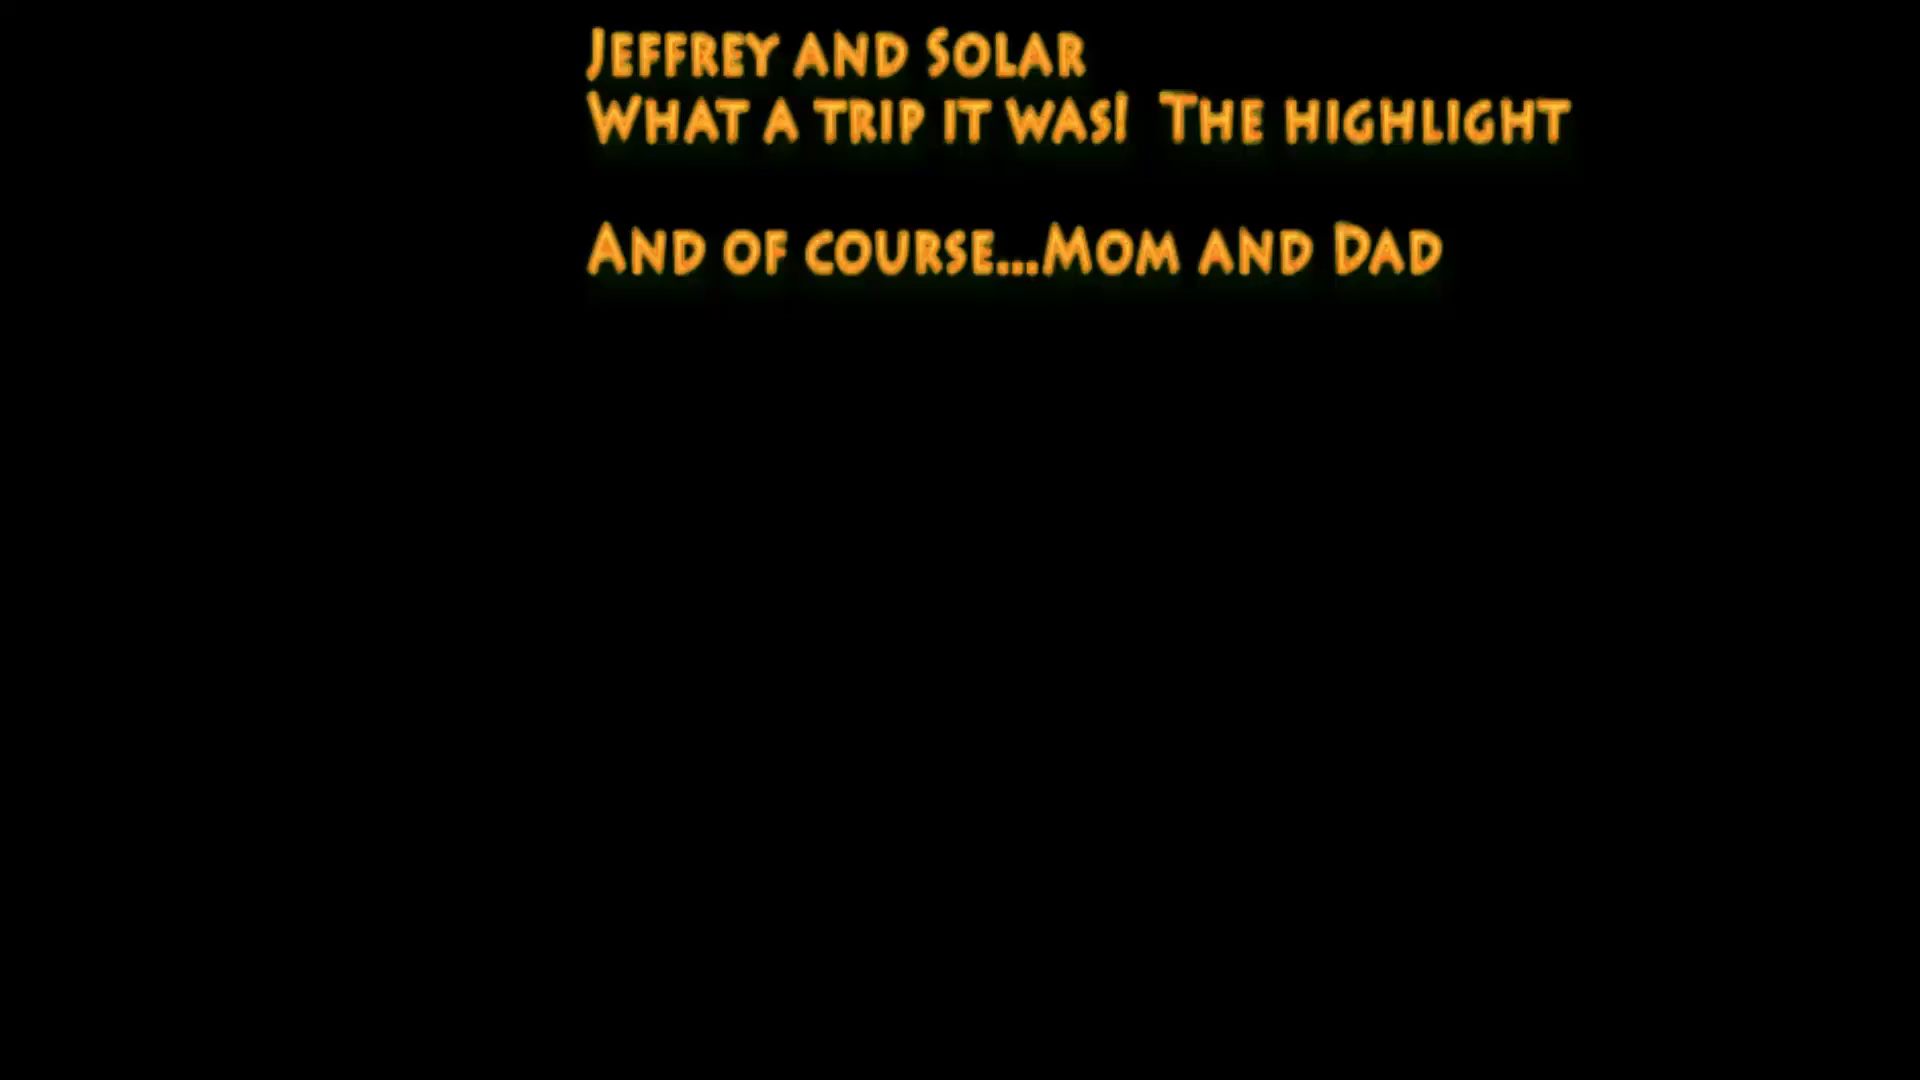 Jeffrey and Solar
What a trip it was!  The highlight
And of course...Mom and Dad